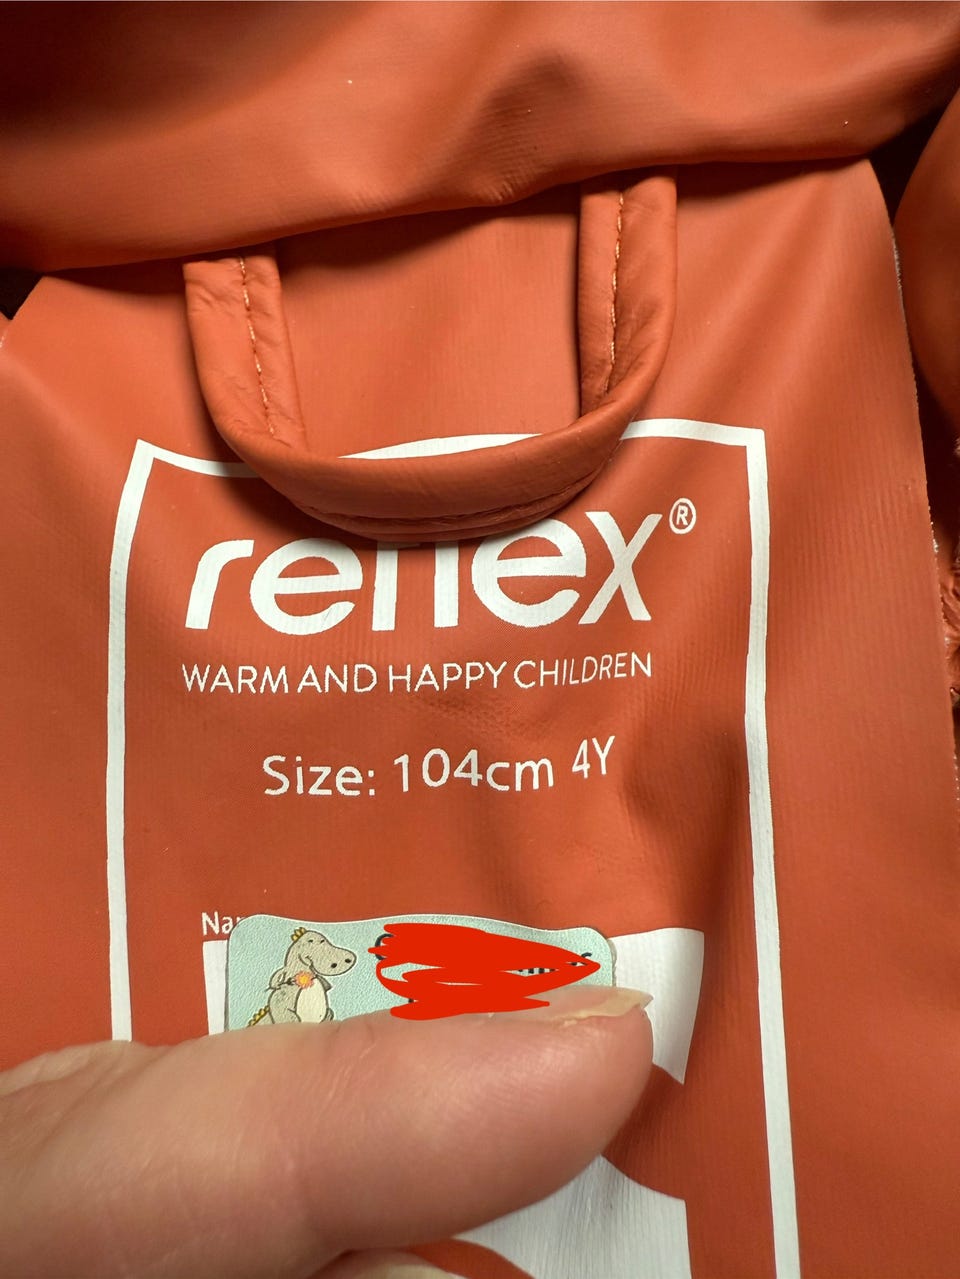 reflex®
WARM AND HAPPY CHILDREN
Size: 104cm 4Y